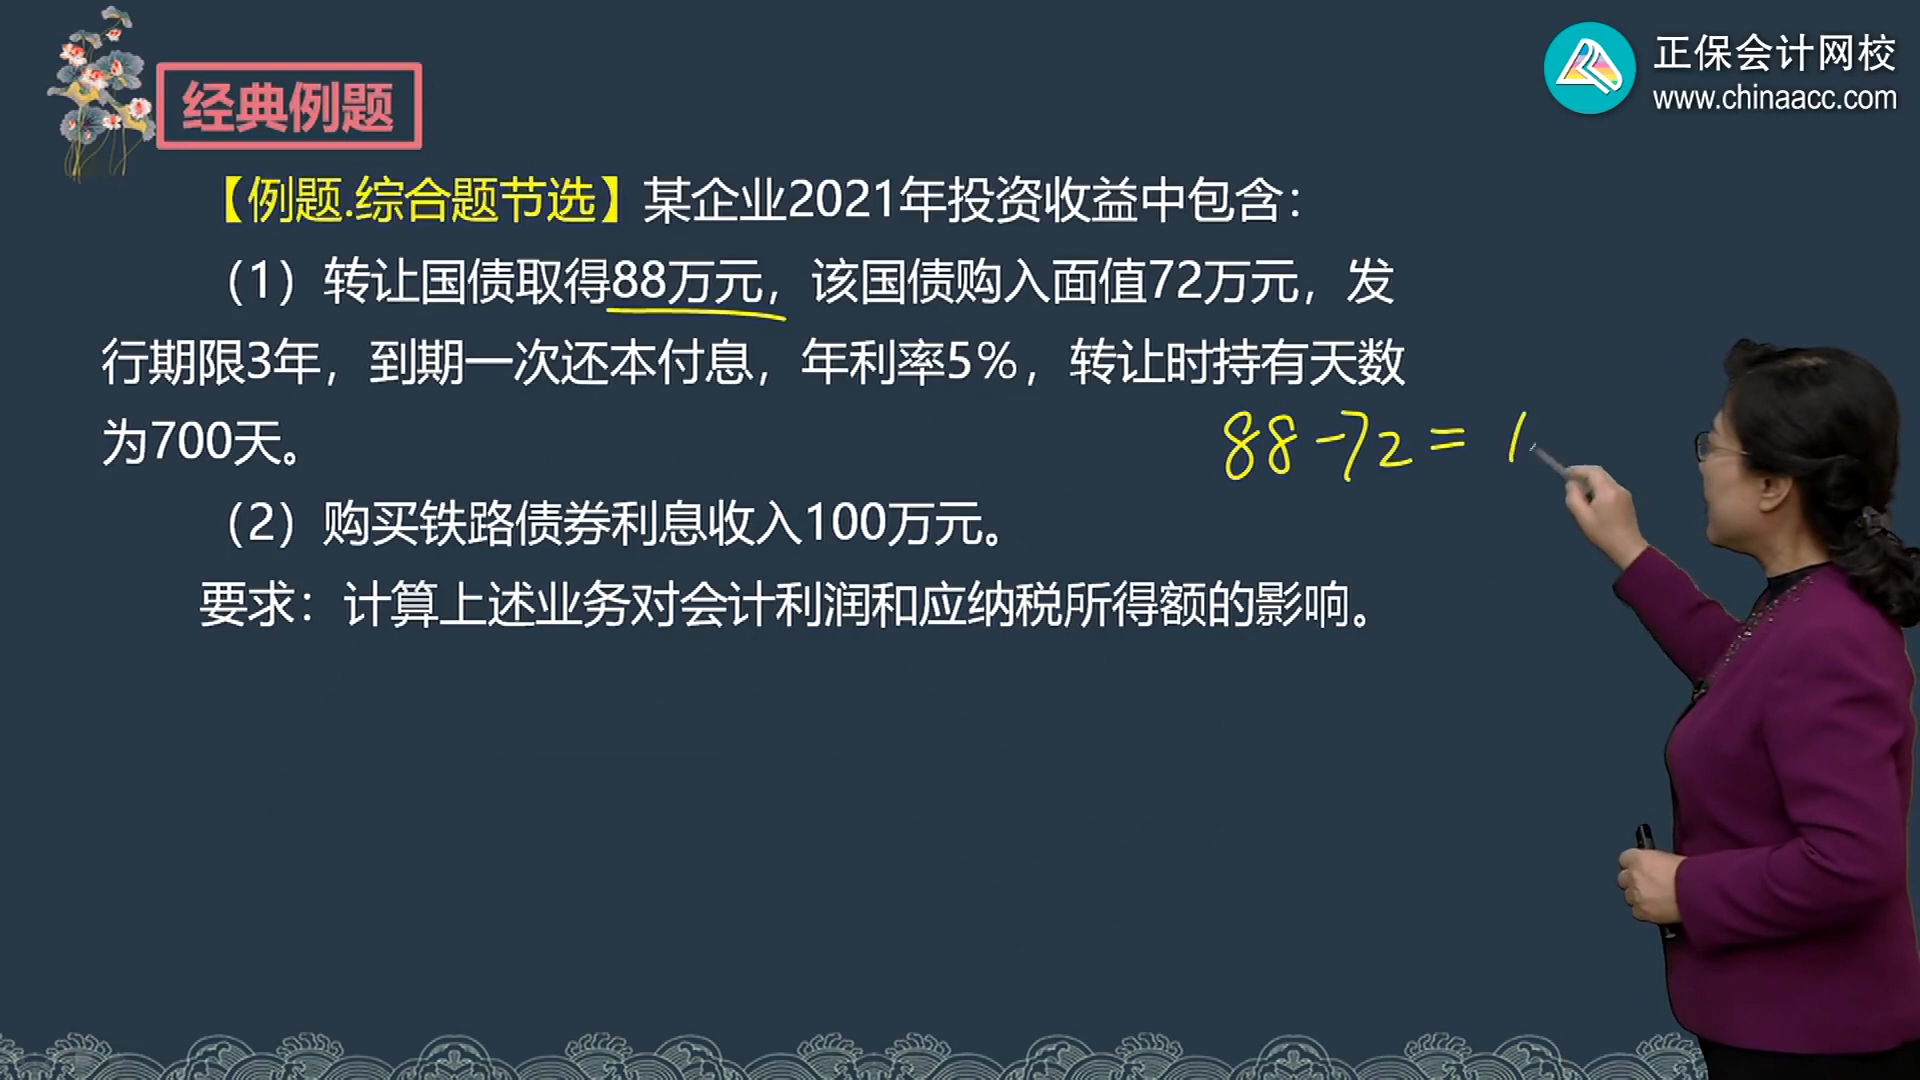 正保会计网校
www.chinaacc.com
经典例题
【例题.综合题节选】某企业2021年投资收益中包含：
（1）转让国债取得88万元，该国债购入面值72万元，发
行期限3年，到期一次还本付息，年利率5%，转让时持有天数
为700天。
88-72= 1
（2）购买铁路债券利息收入100万元。
要求：计算上述业务对会计利润和应纳税所得额的影响。